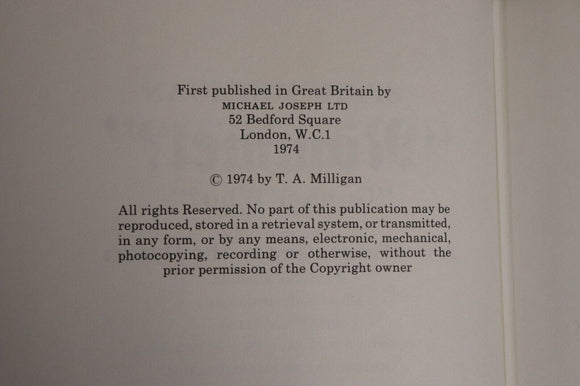 First published in Great Britain by
MICHAEL JOSEPH LTD
52 Bedford Square
London, W.C.1
1974
© 1974 by T. A. Milligan
All rights Reserved. No part of this publication may be
reproduced, stored in a retrieval system, or transmitted,
in any form, or by any means, electronic, mechanical,
photocopying, recording or otherwise, without the
prior permission of the Copyright owner